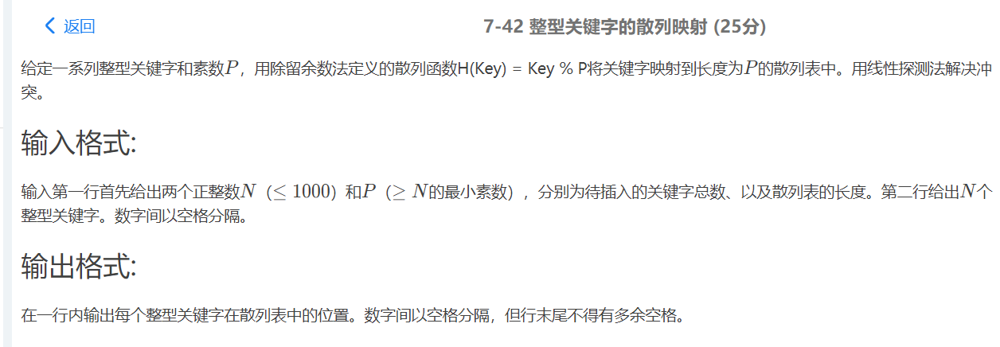 返回
7-42 整型关键字的散列映射 (25分)
给定一系列整型关键字和素数P，用除留余数法定义的散列函数H(Key) = Key % P将关键字映射到长度为P的散列表中。用线性探测法解决冲
突。
输入格式:
输入第一行首先给出两个正整数N（≤ 1000）和P（≥ N的最小素数），分别为待插入的关键字总数、以及散列表的长度。第二行给出N个
整型关键字。数字间以空格分隔。
输出格式:
在一行内输出每个整型关键字在散列表中的位置。数字间以空格分隔，但行末尾不得有多余空格。